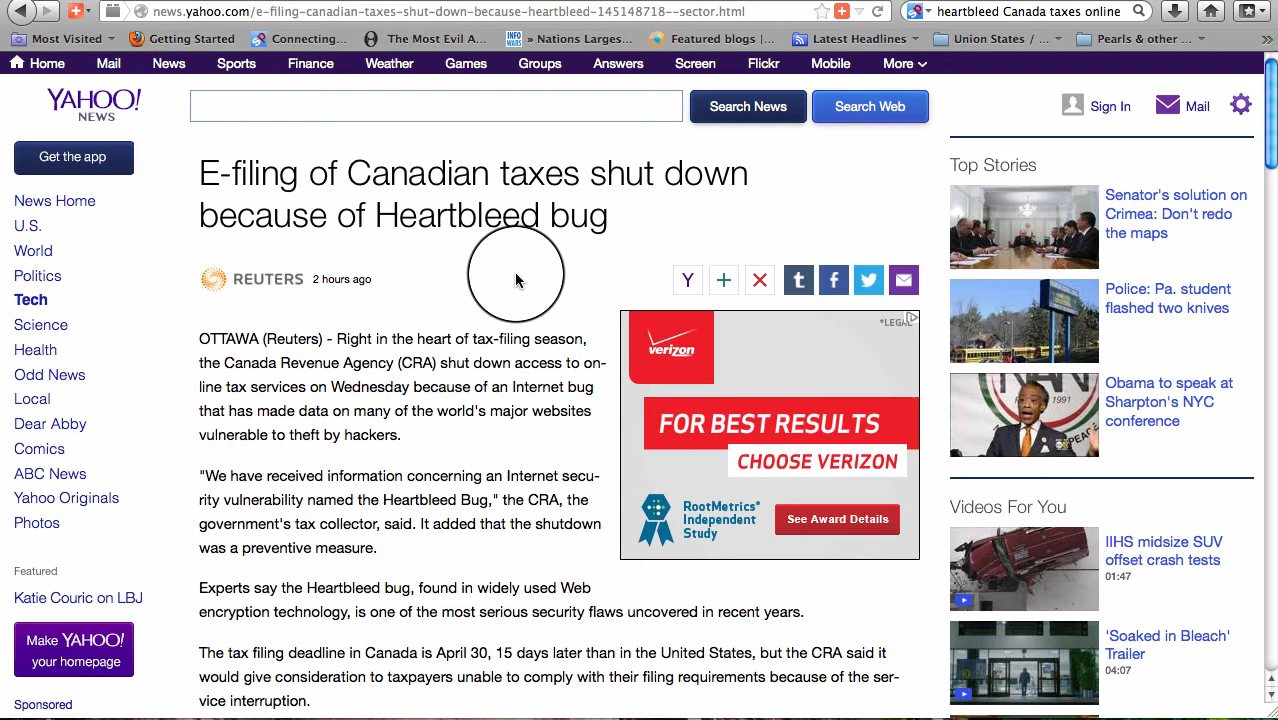 news.yahoo.com/e-filing-canadian-taxes-shut-down-because-heartbleed-145148718--sector.html
heartbleed Canada taxes online
Most Visited
Getting Started
Connecting...
The Most Evil A...
INFO WARS
» Nations Larges...
Featured blogs |...
Latest Headlines
Union States / ...
Pearls & other ...
Home
Mail
News
Sports
Finance
Weather
Games
Groups
Answers
Screen
Flickr
Mobile
More
YAHOO!
NEWS
Search News
Search Web
Sign In
Mail
Get the app
News Home
U.S.
World
Politics
Tech
Science
Health
Odd News
Local
Dear Abby
Comics
ABC News
Yahoo Originals
Photos
Featured
Katie Couric on LBJ
Make YAHOO!
your homepage
Sponsored
E-filing of Canadian taxes shut down
because of Heartbleed bug
REUTERS 2 hours ago
Y
t
f
OTTAWA (Reuters) - Right in the heart of tax-filing season,
the Canada Revenue Agency (CRA) shut down access to on-
line tax services on Wednesday because of an Internet bug
that has made data on many of the world's major websites
vulnerable to theft by hackers.
"We have received information concerning an Internet secu-
rity vulnerability named the Heartbleed Bug," the CRA, the
government's tax collector, said. It added that the shutdown
was a preventive measure.
Experts say the Heartbleed bug, found in widely used Web
encryption technology, is one of the most serious security flaws uncovered in recent years.
The tax filing deadline in Canada is April 30, 15 days later than in the United States, but the CRA said it
would give consideration to taxpayers unable to comply with their filing requirements because of the ser-
vice interruption.
*LEGAL
verizon
FOR BEST RESULTS
CHOOSE VERIZON
RootMetrics®
Independent
Study
See Award Details
Top Stories
Senator's solution on
Crimea: Don't redo
the maps
Police: Pa. student
flashed two knives
1991
Obama to speak at
Sharpton's NYC
conference
Videos For You
IIHS midsize SUV
offset crash tests
01:47
'Soaked in Bleach'
Trailer
04:07